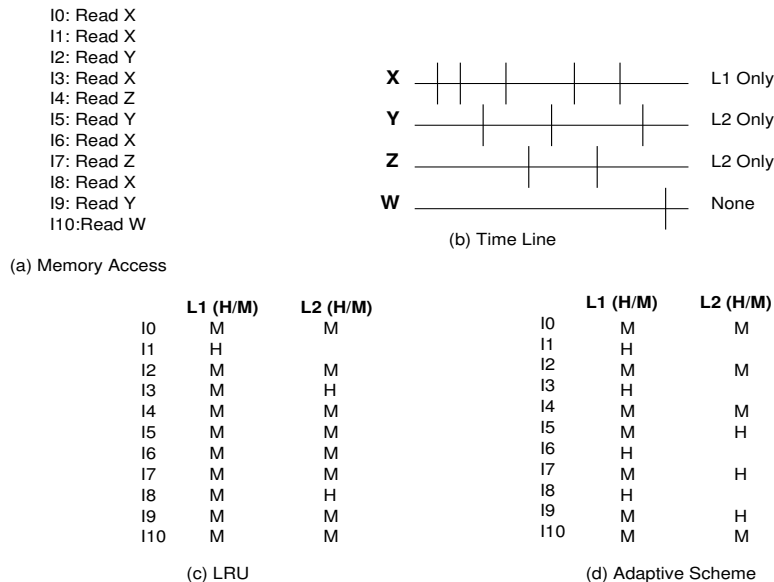 I0: Read X
I1: Read X
I2: Read Y
I3: Read X
I4: Read Z
I5: Read Y
I6: Read X
I7: Read Z
I8: Read X
I9: Read Y
I10:Read W
(a) Memory Access
X L1 Only
Y L2 Only
Z L2 Only
W None
(b) Time Line
L1 (H/M) L2 (H/M)
I0 M M
I1 H
I2 M M
I3 M H
I4 M M
I5 M M
I6 M M
I7 M M
I8 M H
I9 M M
I10 M M
(c) LRU
L1 (H/M) L2 (H/M)
I0 M M
I1 H
I2 M M
I3 H
I4 M M
I5 M H
I6 H
I7 M H
I8 H
I9 M H
I10 M M
(d) Adaptive Scheme